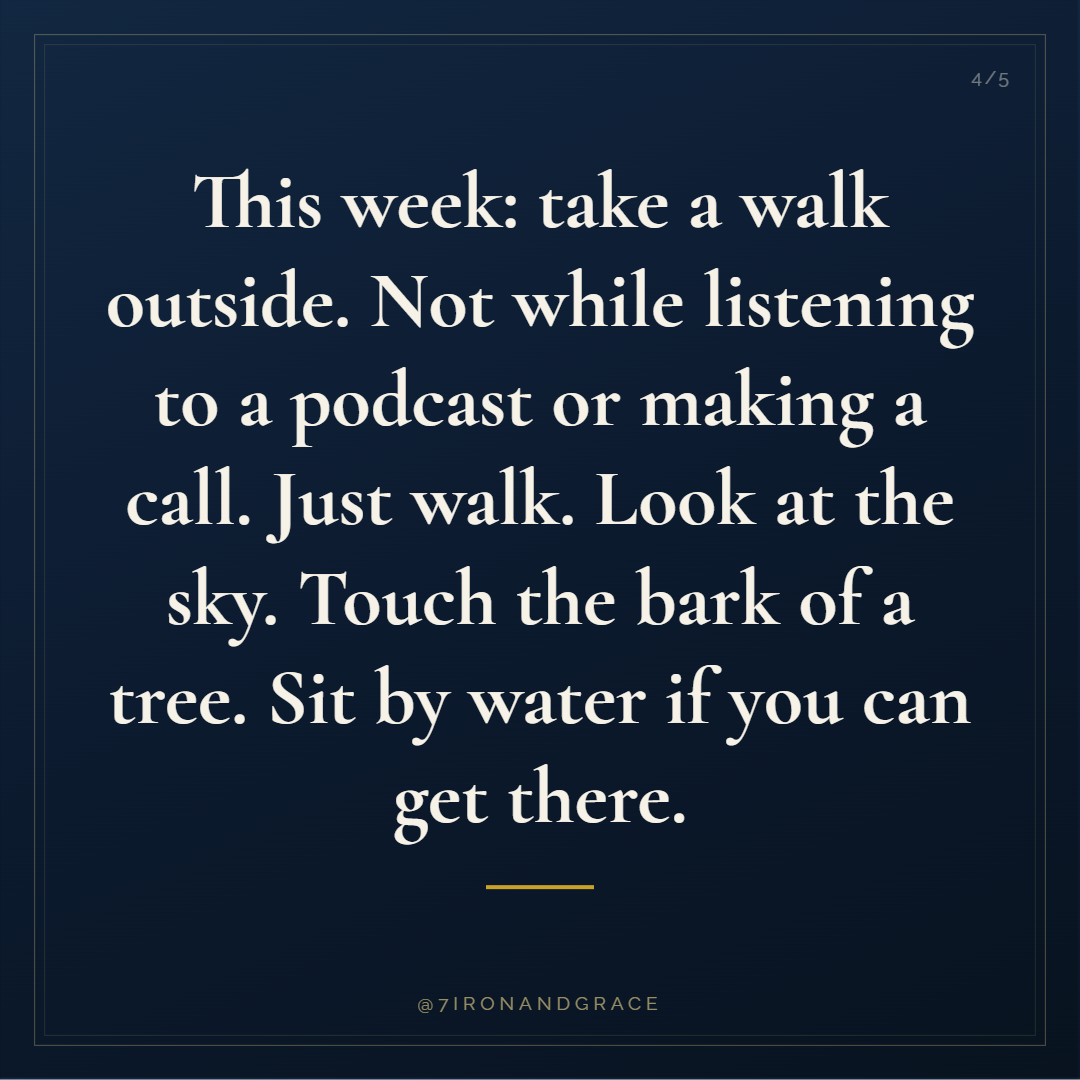 4/5
This week: take a walk
outside. Not while listening
to a podcast or making a
call. Just walk. Look at the
sky. Touch the bark of a
tree. Sit by water if you can
get there.
@7IRONANDGRACE